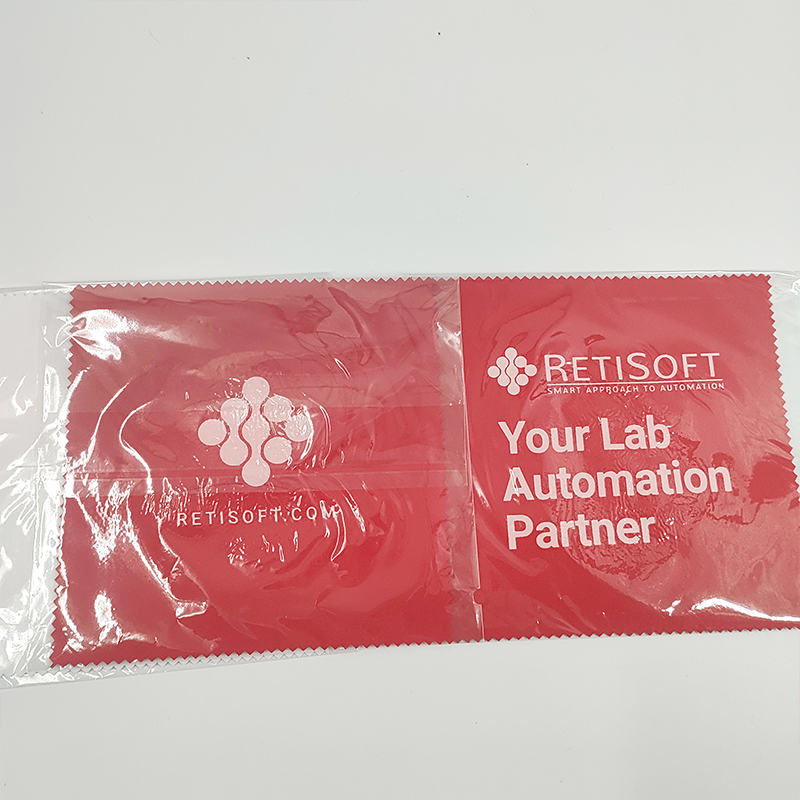 RETISOFT.COM
RETISOFT
SMART APPROACH TO AUTOMATION
Your Lab
Automation
Partner